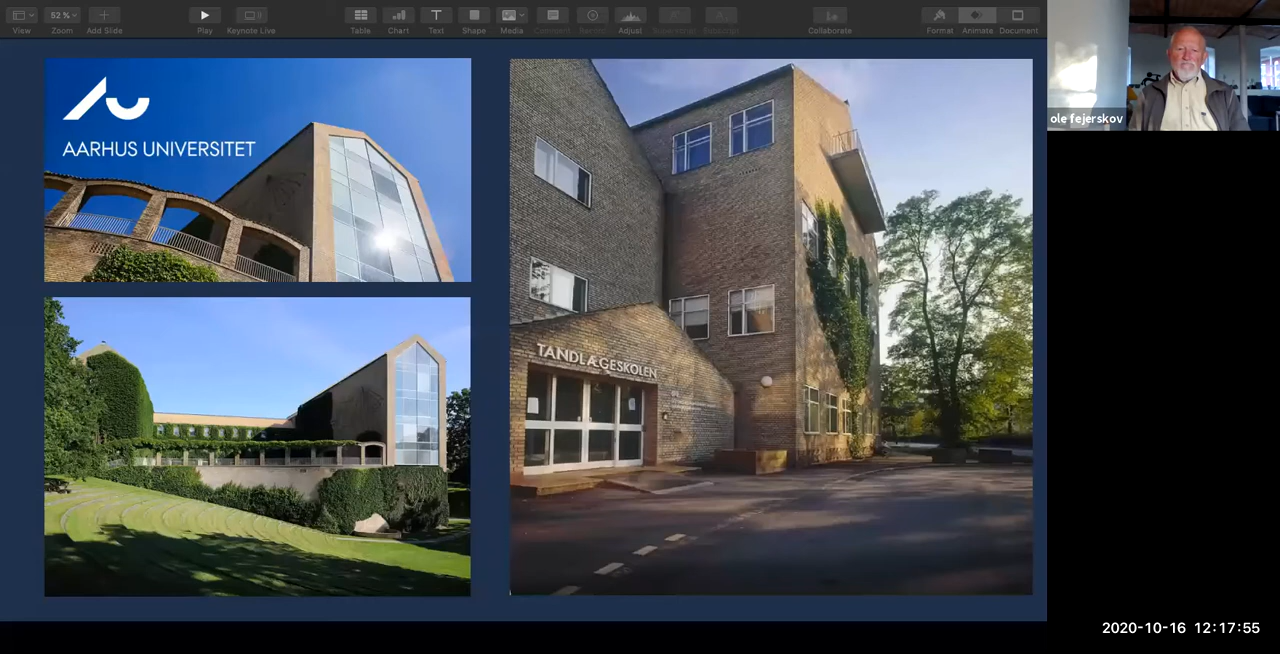 View
52 %
Zoom
Add Slide
Play
Keynote Live
Table
Chart
Text
Shape
Media
Comment
Adjust
Collaborate
Format
Animate
Document
AARHUS UNIVERSITET
TANDLÆGESKOLEN
ole fejerskov
2020-10-16 12:17:55